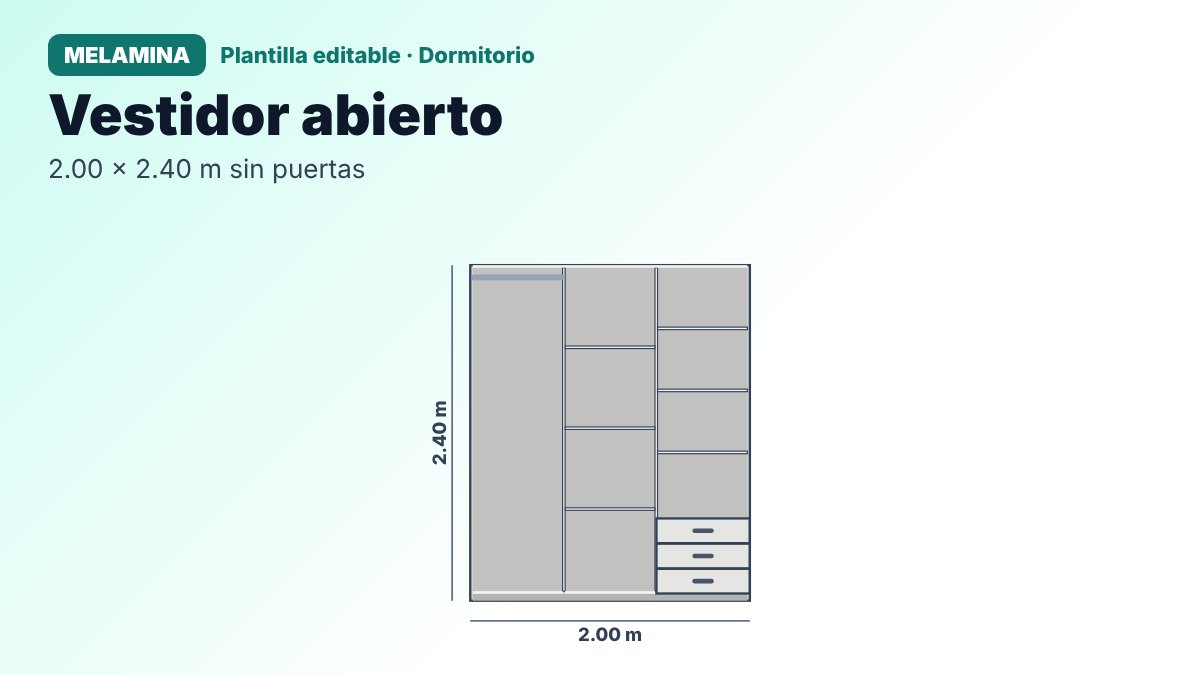 MELAMINA Plantilla editable · Dormitorio
Vestidor abierto
2.00 × 2.40 m sin puertas
2.40 m
2.00 m